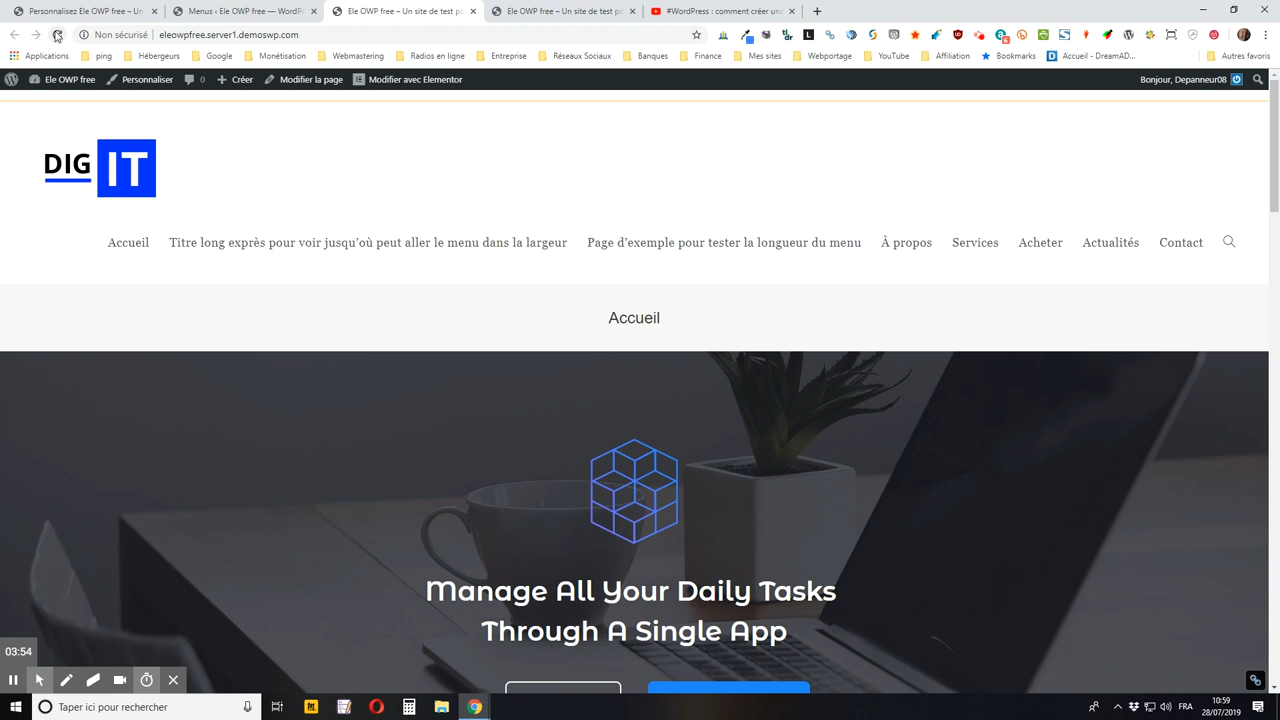 Personnalisez Ele OWP free – Un
Menus ‹ Ele OWP free — WordPr
Ele OWP free – Un site de test po
Ele OWP free – Un site de test po
#WordPress : comment créer une
Non sécurisé
eleowpfree.server1.demoswp.com
Applications
ping
Hébergeurs
Google
Monétisation
Webmastering
Radios en ligne
Entreprise
Réseaux Sociaux
Banques
Finance
Mes sites
Webportage
YouTube
Affiliation
Bookmarks
Accueil - DreamAD...
Autres favoris
Ele OWP free
Personnaliser
0
Créer
Modifier la page
Modifier avec Elementor
Bonjour, Depanneur08
DIG IT
Accueil
Titre long exprès pour voir jusqu’où peut aller le menu dans la largeur
Page d’exemple pour tester la longueur du menu
À propos
Services
Acheter
Actualités
Contact
Accueil
Manage All Your Daily Tasks
Through A Single App
03:54
Taper ici pour rechercher
FRA
10:59
28/07/2019